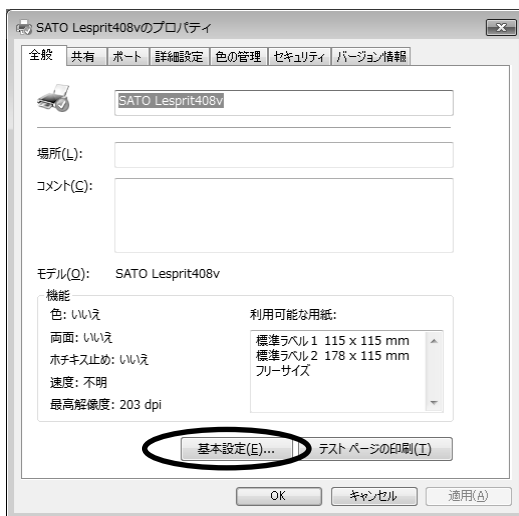 SATO Lesprit408vのプロパティ
全般 共有 ポート 詳細設定 色の管理 セキュリティ バージョン情報
SATO Lesprit408v
場所(L):
コメント(C):
モデル(O): SATO Lesprit408v
機能
色: いいえ
両面: いいえ
ホチキス止め: いいえ
速度: 不明
最高解像度: 203 dpi
利用可能な用紙:
標準ラベル1 115 x 115 mm
標準ラベル2 178 x 115 mm
フリーサイズ
基本設定(E)... テスト ページの印刷(T)
OK キャンセル 適用(A)